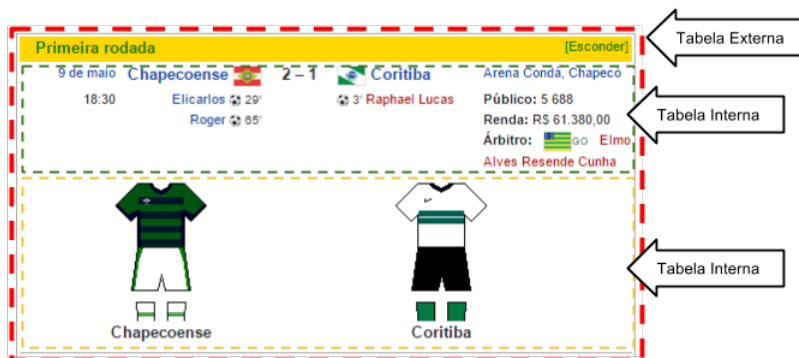 Primeira rodada [Esconder]
Tabela Externa
9 de maio Chapecoense 2 – 1 Coritiba Arena Condá, Chapecó
18:30 Elicarlos 29' 3' Raphael Lucas Público: 5 688
Roger 65' Renda: R$ 61.380,00
Tabela Interna
Árbitro: GO Elmo
Alves Resende Cunha
Tabela Interna
Chapecoense Coritiba